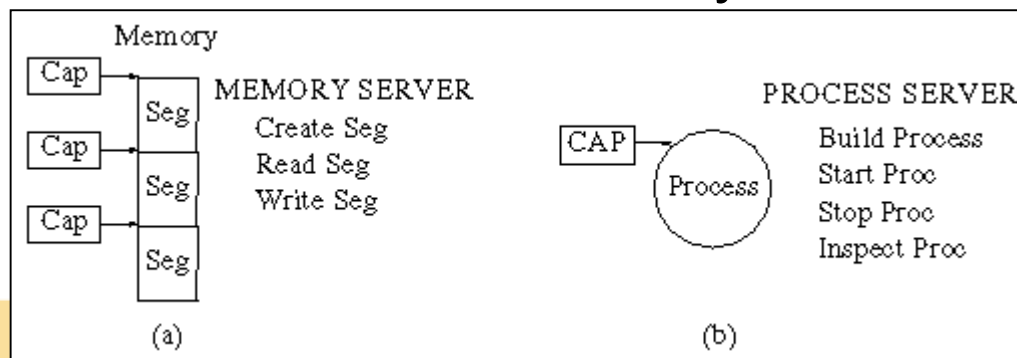 Memory
Cap
Seg
Cap
Seg
Cap
Seg
MEMORY SERVER
Create Seg
Read Seg
Write Seg
(a)
CAP
Process
PROCESS SERVER
Build Process
Start Proc
Stop Proc
Inspect Proc
(b)